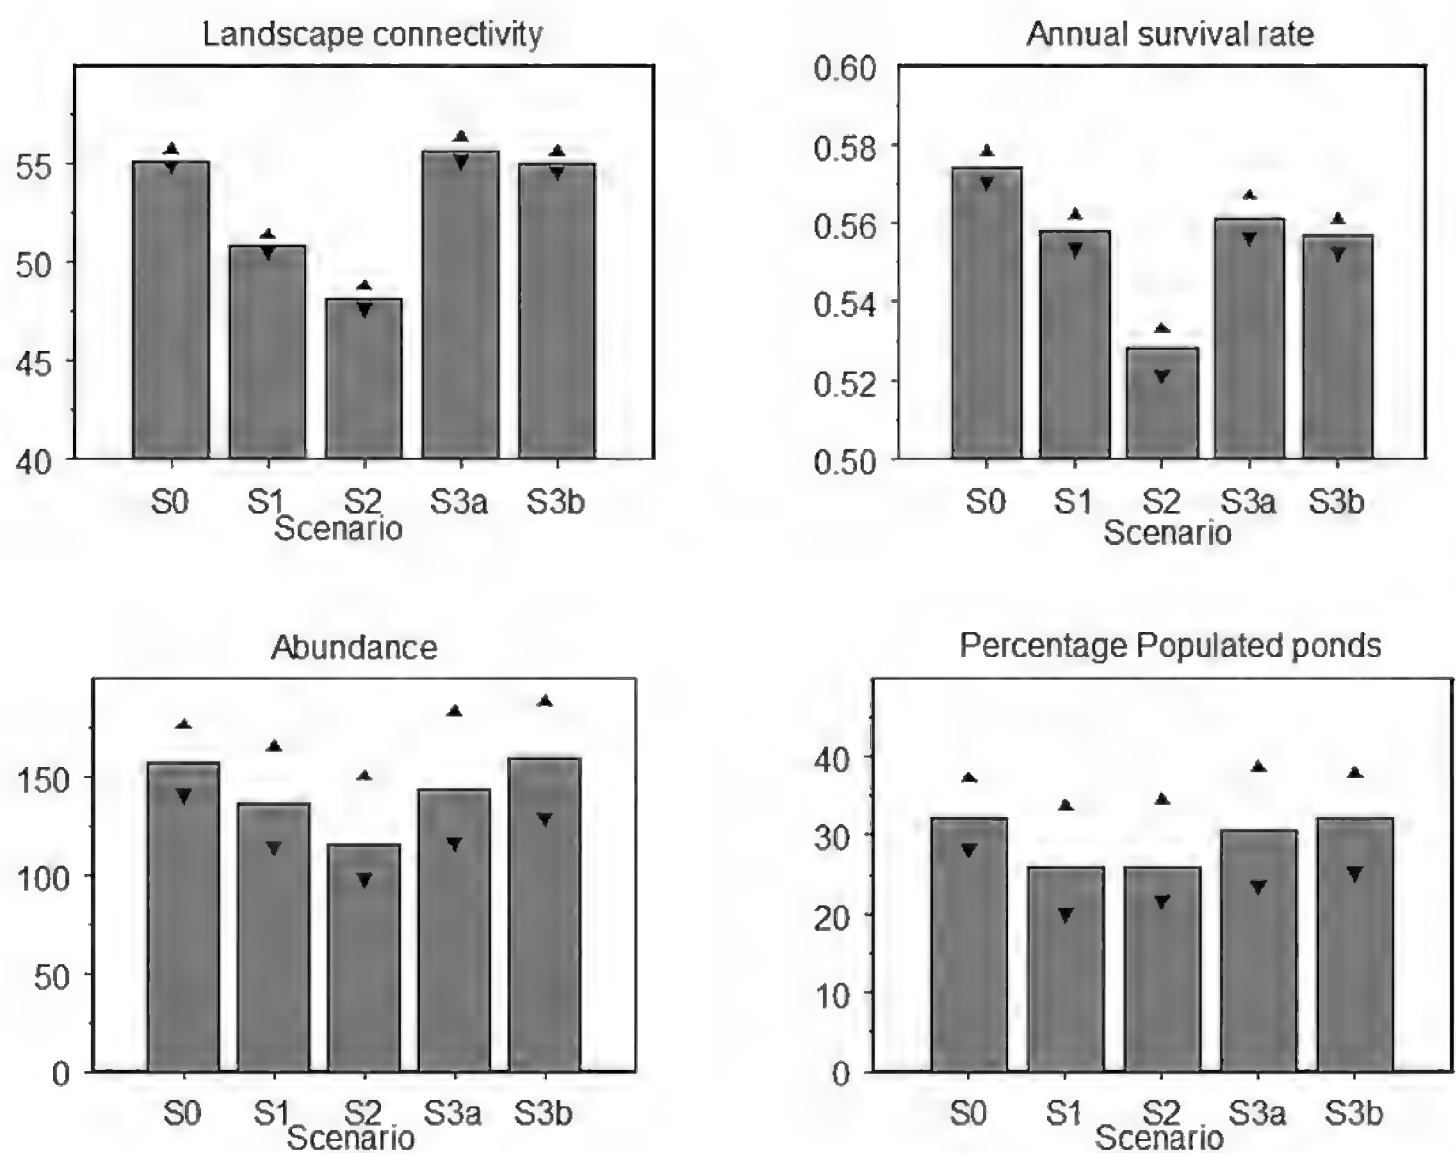 Landscape connectivity
55
50
45
40
S0 S1 S2 S3a S3b
Scenario
Annual survival rate
0.60
0.58
0.56
0.54
0.52
0.50
S0 S1 S2 S3a S3b
Scenario
Abundance
150
100
50
0
S0 S1 S2 S3a S3b
Scenario
Percentage Populated ponds
40
30
20
10
0
S0 S1 S2 S3a S3b
Scenario